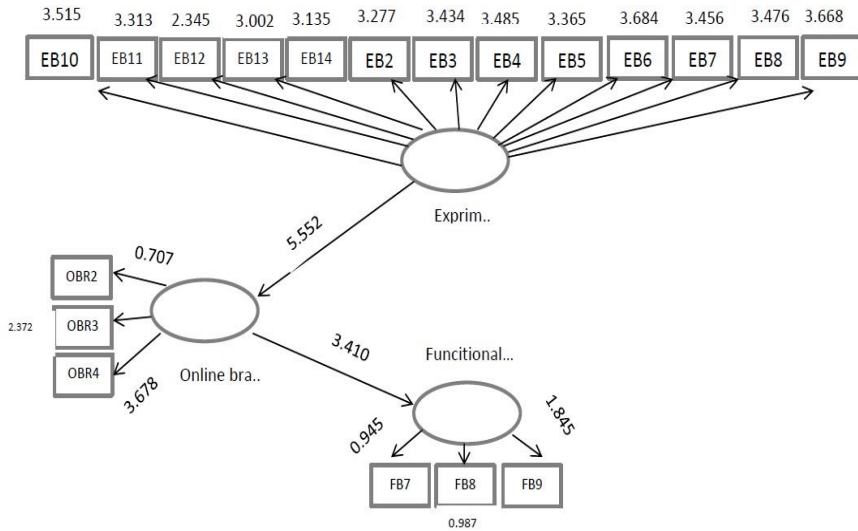 3.515 3.313 2.345 3.002 3.135 3.277 3.434 3.485 3.365 3.684 3.456 3.476 3.668
EB10 EB11 EB12 EB13 EB14 EB2 EB3 EB4 EB5 EB6 EB7 EB8 EB9
Exprim..
5.552
0.707
OBR2
2.372 OBR3
OBR4
3.678
Online bra..
3.410
Funcitional...
0.945
1.845
FB7 FB8 FB9
0.987